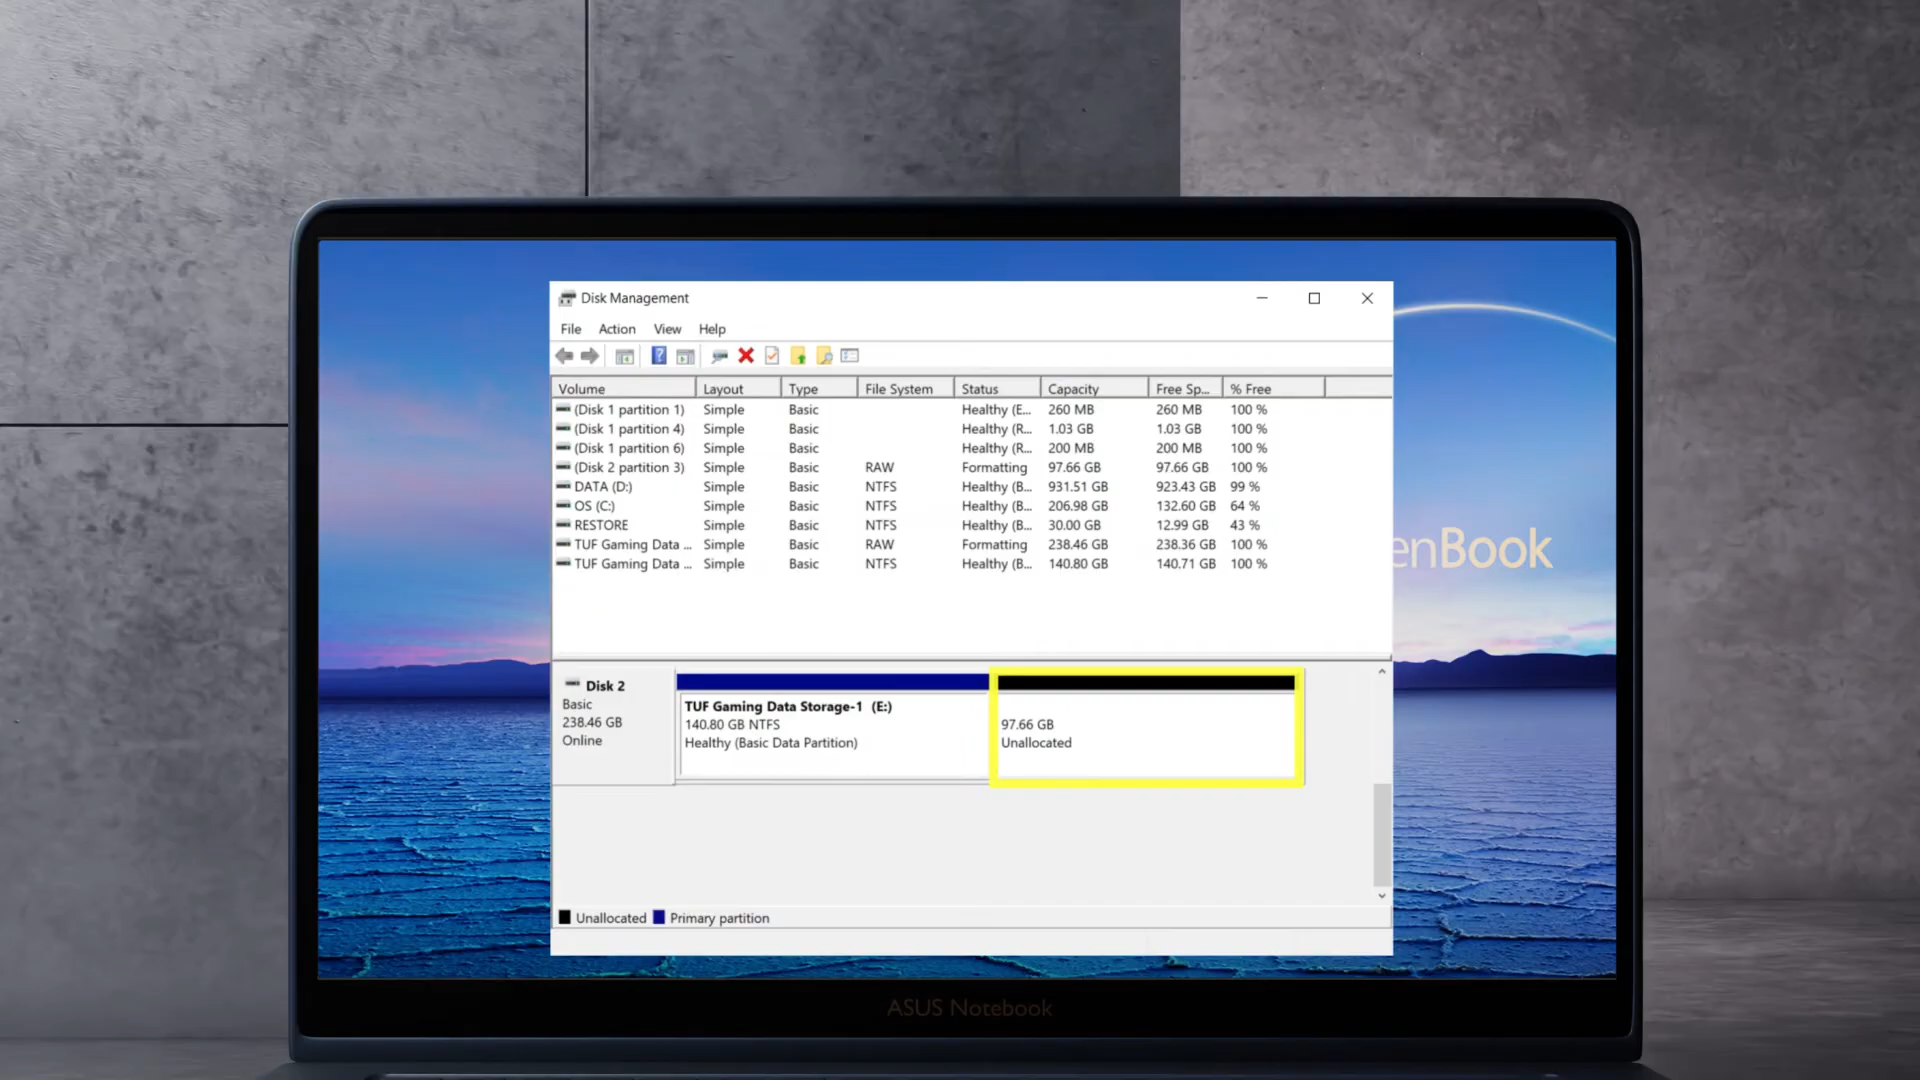 Disk Management
File Action View Help
Volume Layout Type File System Status Capacity Free Sp... % Free
(Disk 1 partition 1) Simple Basic Healthy (E... 260 MB 260 MB 100 %
(Disk 1 partition 4) Simple Basic Healthy (R... 1.03 GB 1.03 GB 100 %
(Disk 1 partition 6) Simple Basic Healthy (R... 200 MB 200 MB 100 %
(Disk 2 partition 3) Simple Basic RAW Formatting 97.66 GB 97.66 GB 100 %
DATA (D:) Simple Basic NTFS Healthy (B... 931.51 GB 923.43 GB 99 %
OS (C:) Simple Basic NTFS Healthy (B... 206.98 GB 132.60 GB 64 %
RESTORE Simple Basic NTFS Healthy (B... 30.00 GB 12.99 GB 43 %
TUF Gaming Data ... Simple Basic RAW Formatting 238.46 GB 238.36 GB 100 %
TUF Gaming Data ... Simple Basic NTFS Healthy (B... 140.80 GB 140.71 GB 100 %
enBook
Disk 2
Basic
238.46 GB
Online
TUF Gaming Data Storage-1 (E:)
140.80 GB NTFS
Healthy (Basic Data Partition)
97.66 GB
Unallocated
Unallocated Primary partition
ASUS Notebook